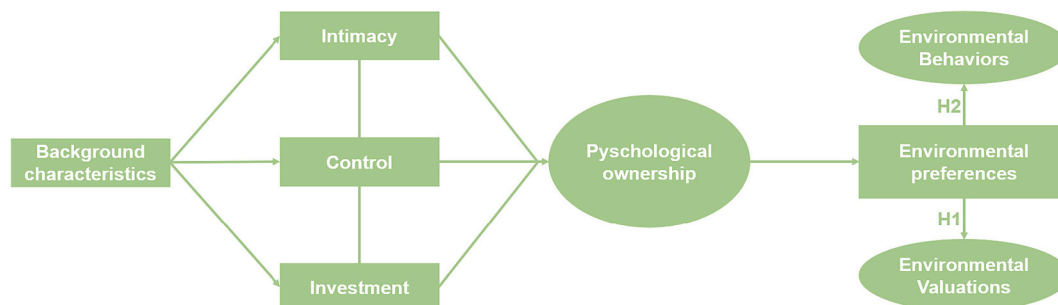 Intimacy
Environmental
Behaviors
H2
Background
characteristics
Control
Pyschological
ownership
Environmental
preferences
H1
Investment
Environmental
Valuations